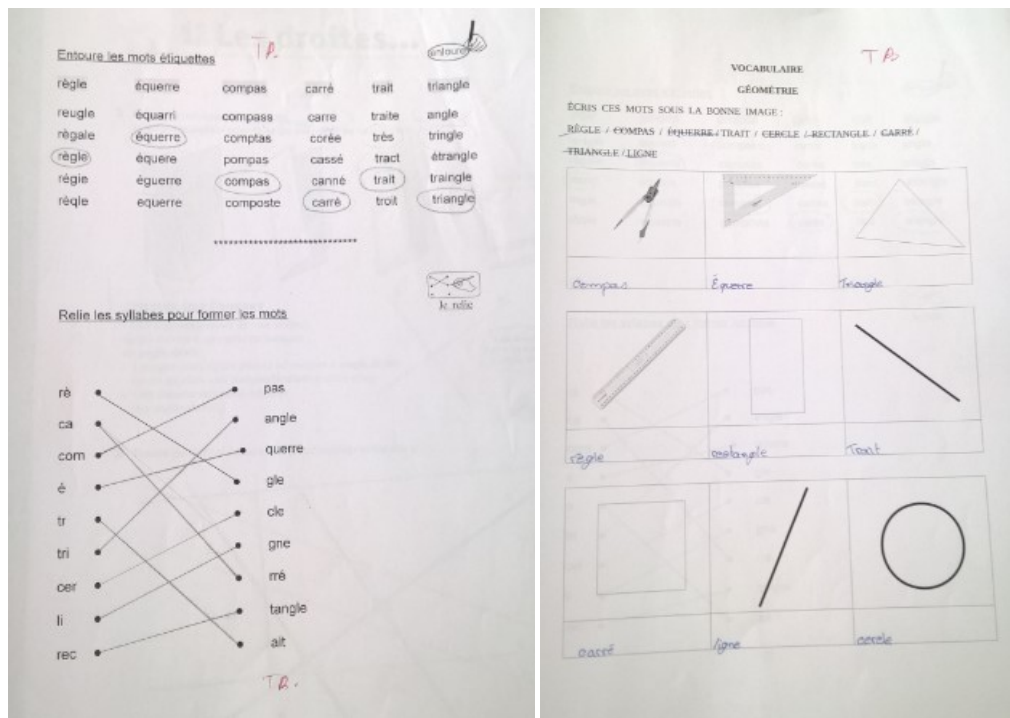 TB.
Entoure les mots étiquettes
entoure
règle équerre compas carré trait triangle
reugle équarri compass carre traite angle
règale équerre comptas corée très tringle
règle équere pompas cassé tract étrangle
régie éguerre compas canné trait traingle
réqle equerre composte carré troit triangle
Je relie
Relie les syllabes pour former les mots
rè pas
ca angle
com querre
é gle
tr cle
tri gne
cer rré
li tangle
rec ait
TB.
TB
VOCABULAIRE
GÉOMÉTRIE
ÉCRIS CES MOTS SOUS LA BONNE IMAGE :
RÈGLE / COMPAS / ÉQUERRE / TRAIT / CERCLE / RECTANGLE / CARRÉ /
TRIANGLE / LIGNE
compas Équerre Triangle
règle rectangle Trait
carré ligne cercle